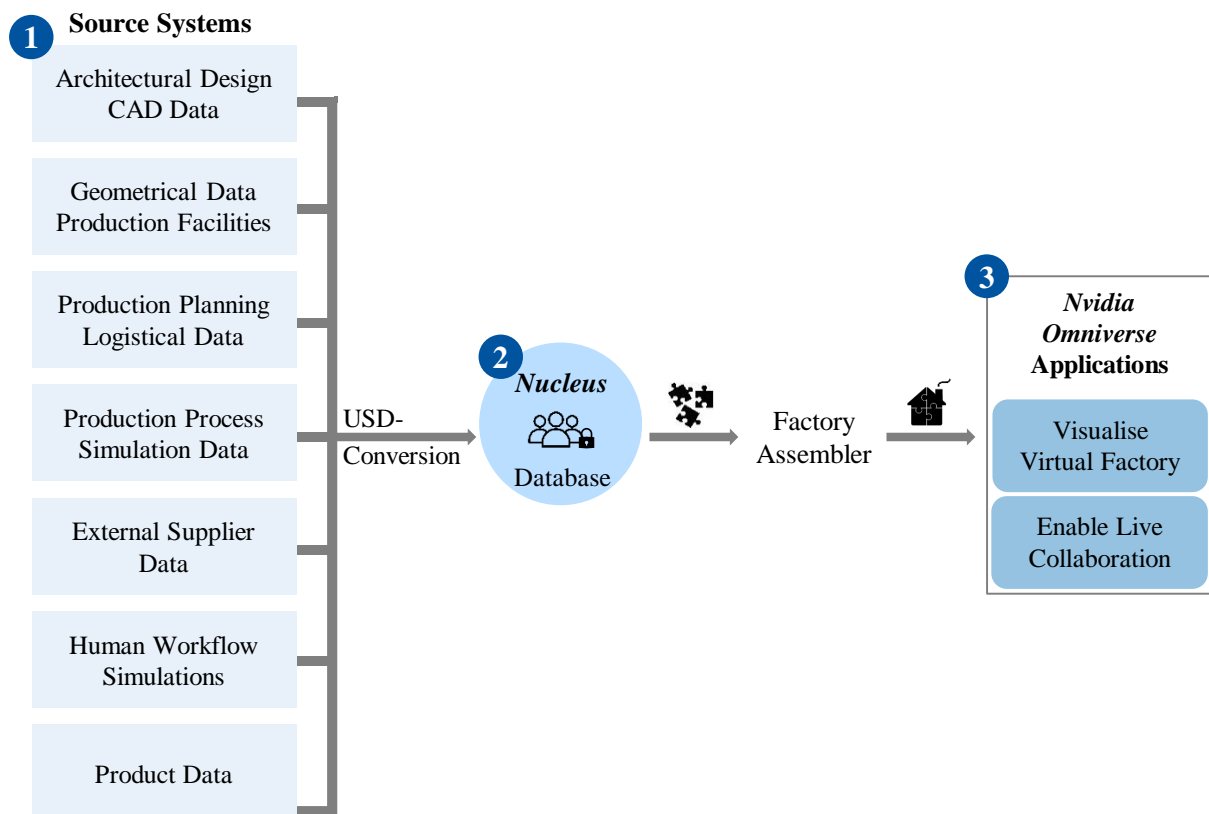 1
Source Systems
Architectural Design
CAD Data
Geometrical Data
Production Facilities
Production Planning
Logistical Data
Production Process
Simulation Data
External Supplier
Data
Human Workflow
Simulations
Product Data
USD-
Conversion
2
Nucleus
Database
Factory
Assembler
3
Nvidia
Omniverse
Applications
Visualise
Virtual Factory
Enable Live
Collaboration